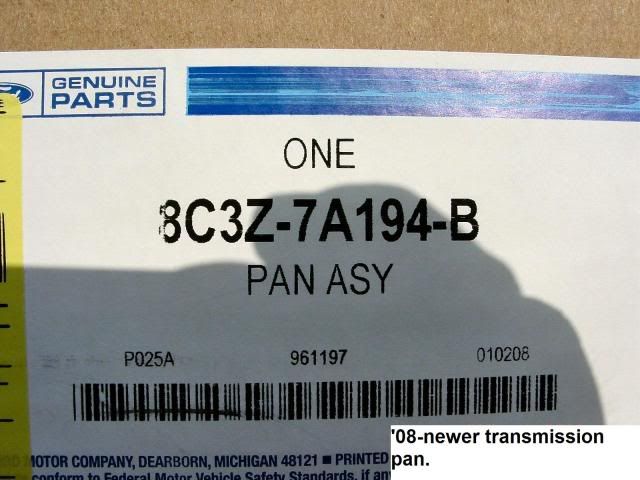 GENUINE
PARTS
ONE
8C3Z-7A194-B
PAN ASY
P025A 961197 010208
MOTOR COMPANY, DEARBORN, MICHIGAN 48121 ■ PRINTED
conform to Federal Motor Vehicle Safety Standards, if
'08-newer transmission
pan.